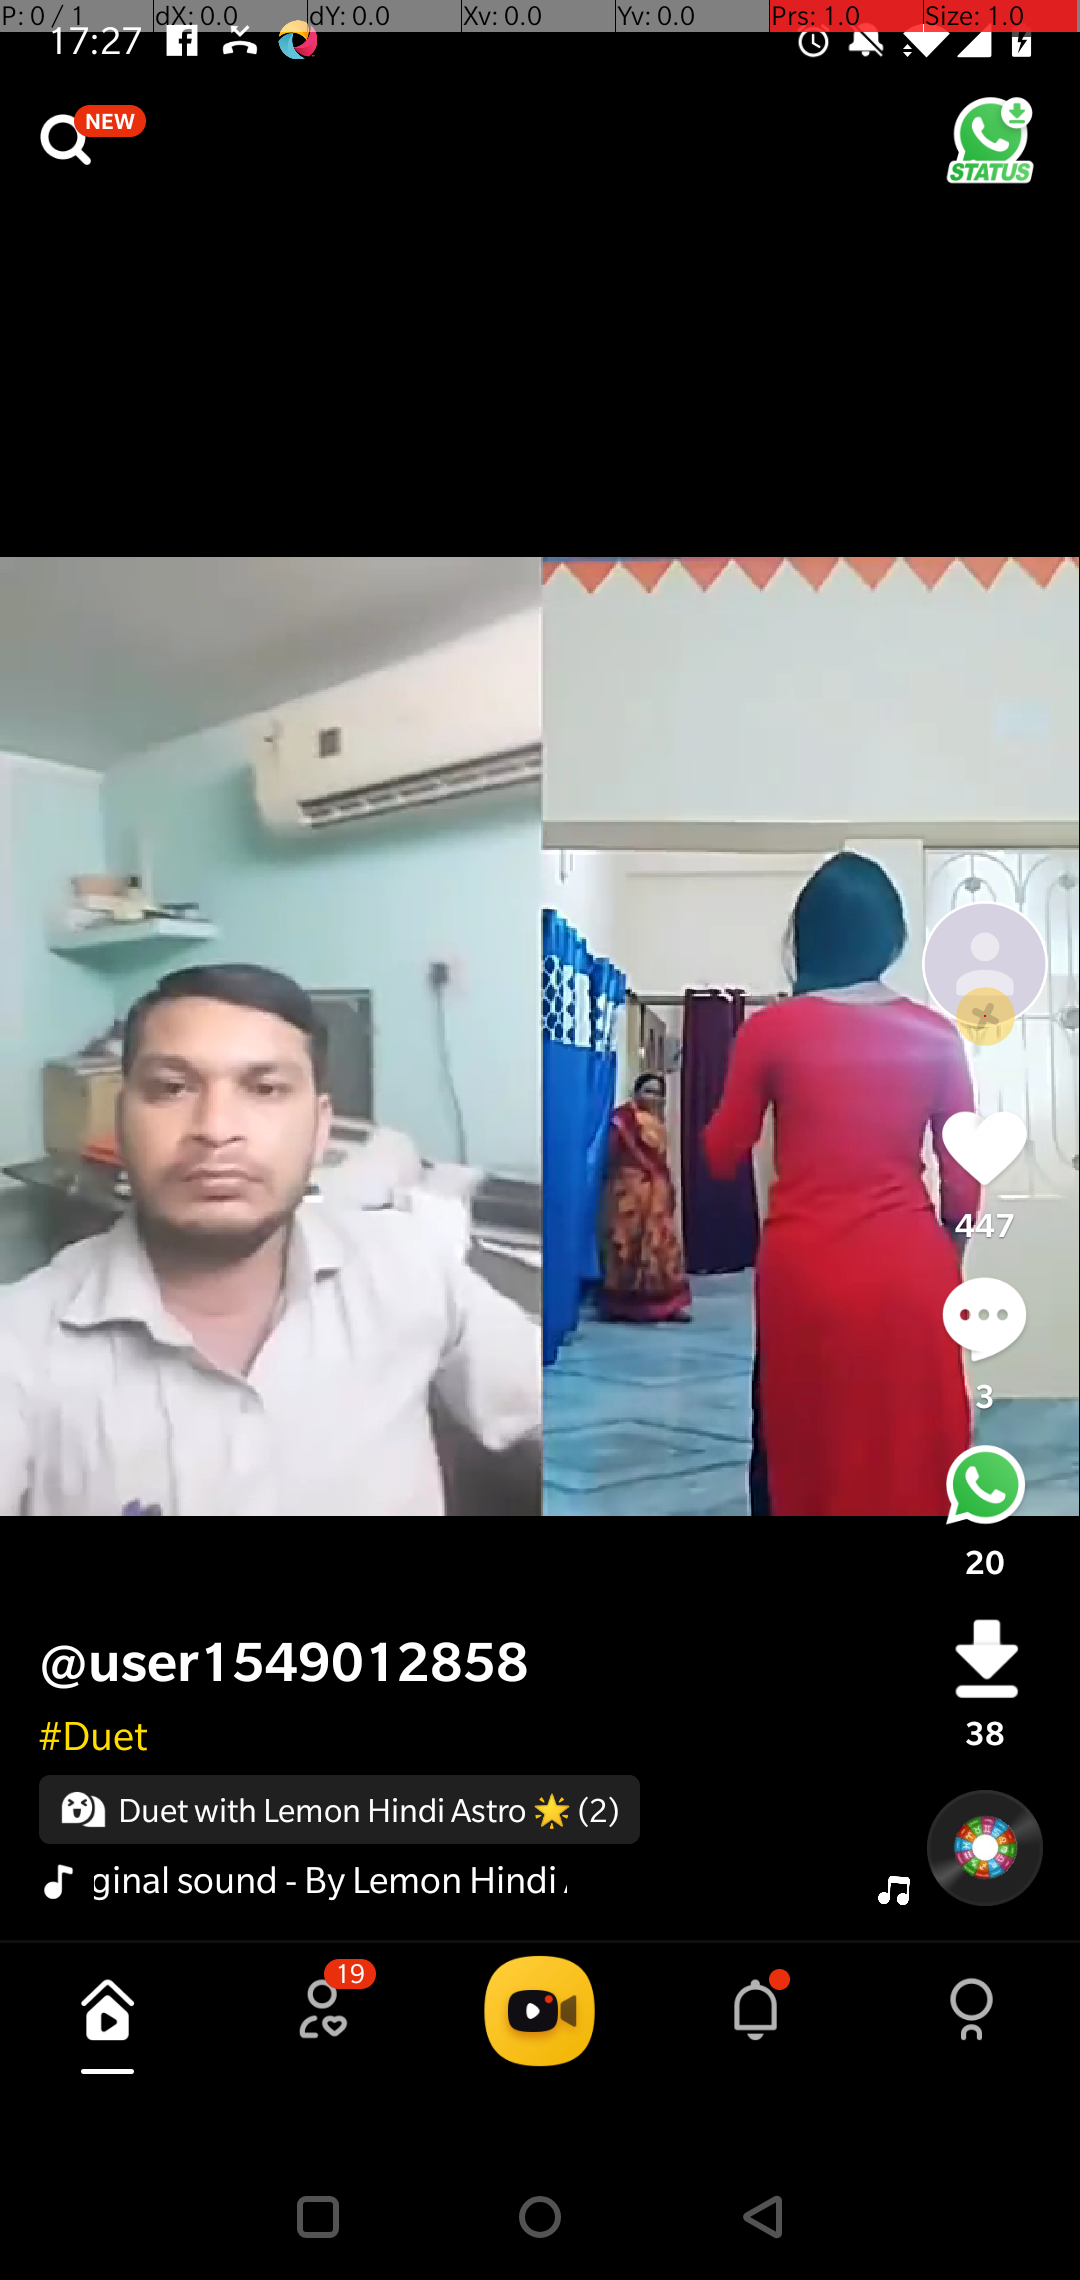 P: 0 / 1 dX: 0.0 dY: 0.0 Xv: 0.0 Yv: 0.0 Prs: 1.0 Size: 1.0
17:27
NEW
STATUS
447
3
20
38
@user1549012858
#Duet
Duet with Lemon Hindi Astro 🌟 (2)
ginal sound - By Lemon Hindi
19